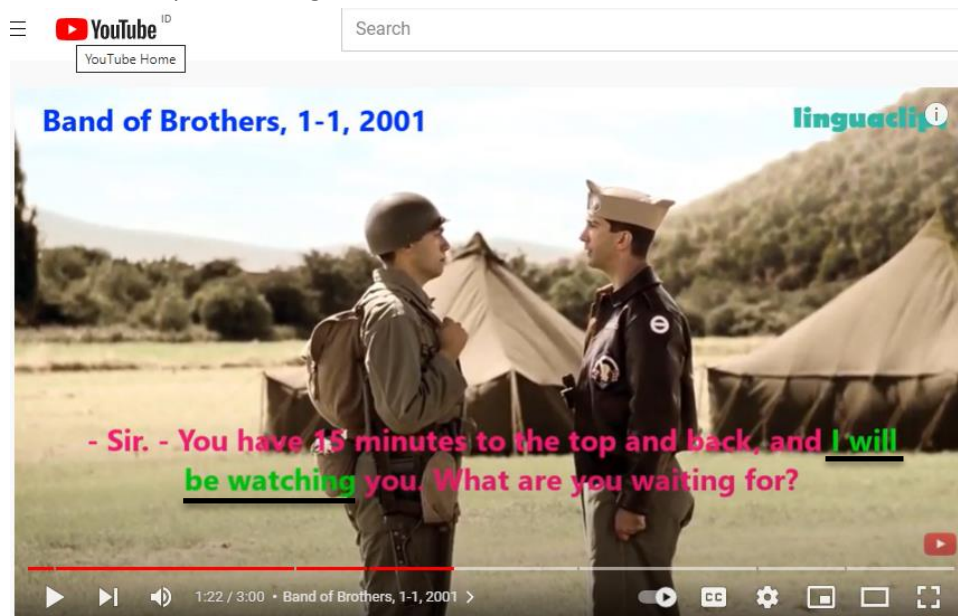 YouTube ID
Search
YouTube Home
Band of Brothers, 1-1, 2001
linguaclips
- Sir. - You have 15 minutes to the top and back, and I will
be watching you. What are you waiting for?
1:22 / 3:00 • Band of Brothers, 1-1, 2001 >
CC